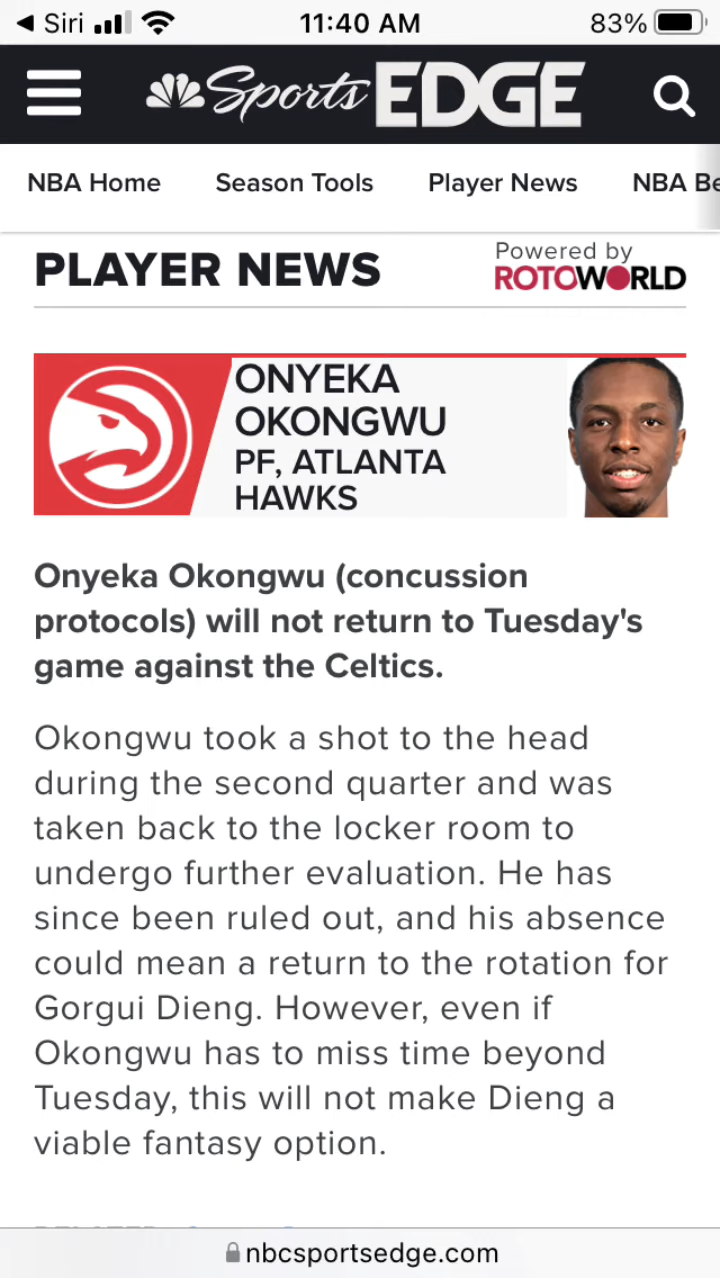 Siri 11:40 AM 83%
Sports EDGE
NBA Home Season Tools Player News NBA Be
PLAYER NEWS
Powered by
ROTOWORLD
ONYEKA
OKONGWU
PF, ATLANTA
HAWKS
Onyeka Okongwu (concussion
protocols) will not return to Tuesday's
game against the Celtics.
Okongwu took a shot to the head
during the second quarter and was
taken back to the locker room to
undergo further evaluation. He has
since been ruled out, and his absence
could mean a return to the rotation for
Gorgui Dieng. However, even if
Okongwu has to miss time beyond
Tuesday, this will not make Dieng a
viable fantasy option.
nbcsportsedge.com